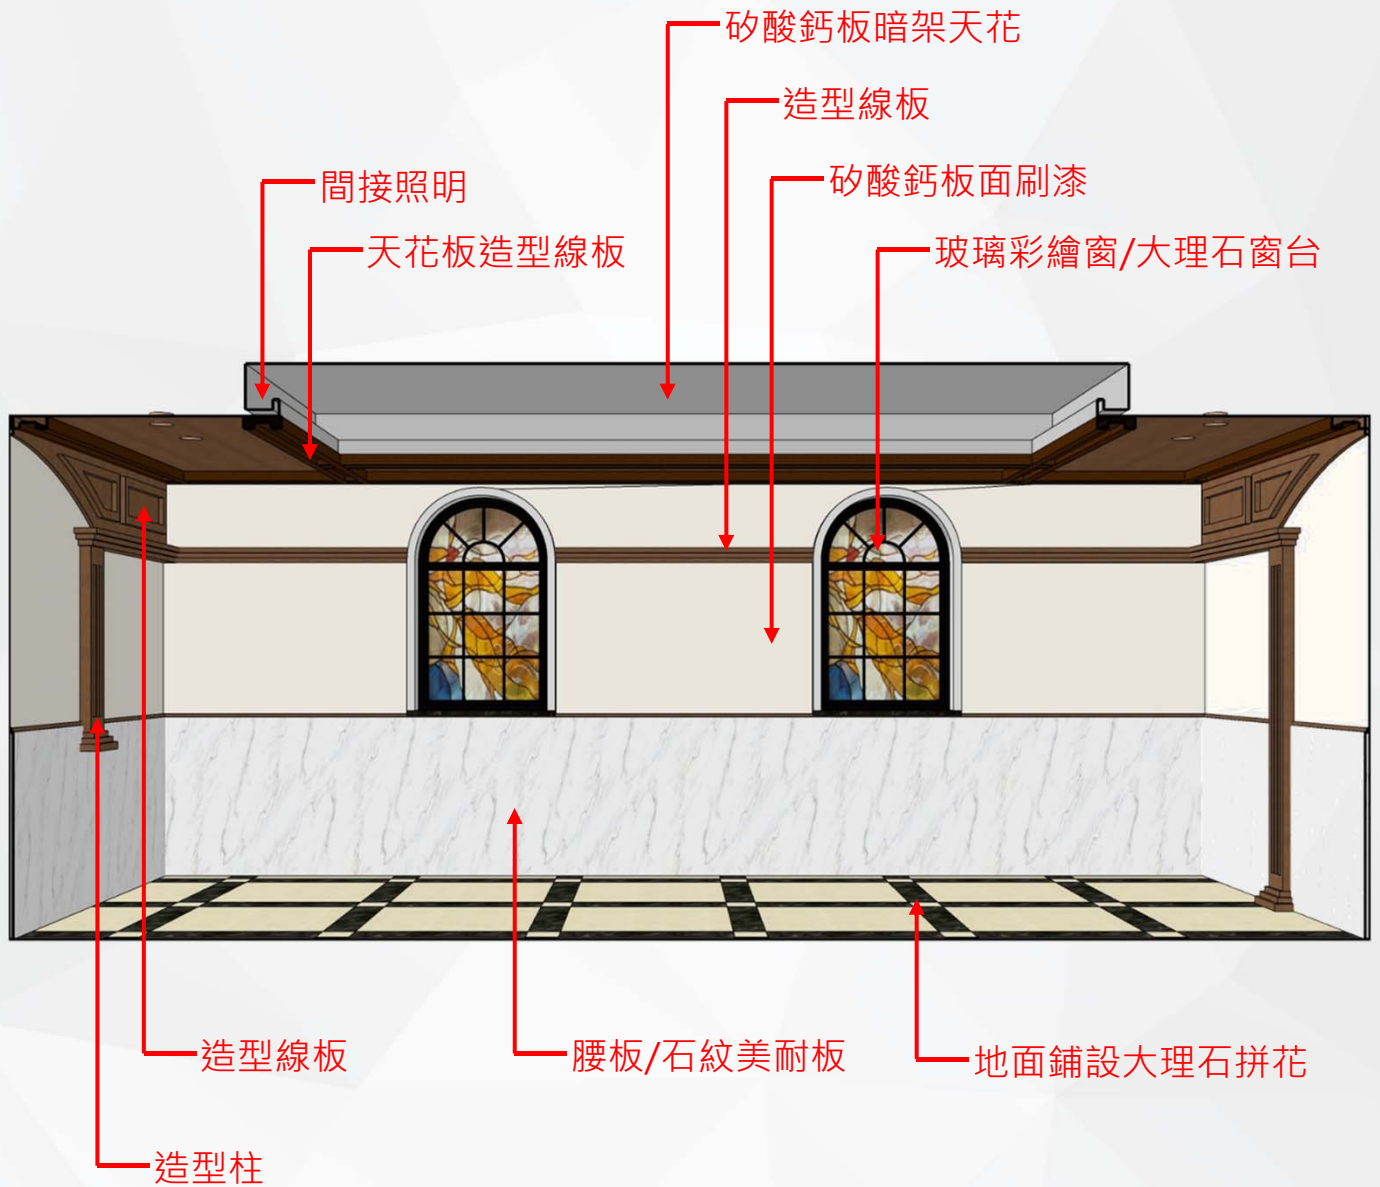 矽酸鈣板暗架天花
造型線板
矽酸鈣板面刷漆
間接照明
天花板造型線板
玻璃彩繪窗/大理石窗台
造型線板
腰板/石紋美耐板
地面鋪設大理石拼花
造型柱